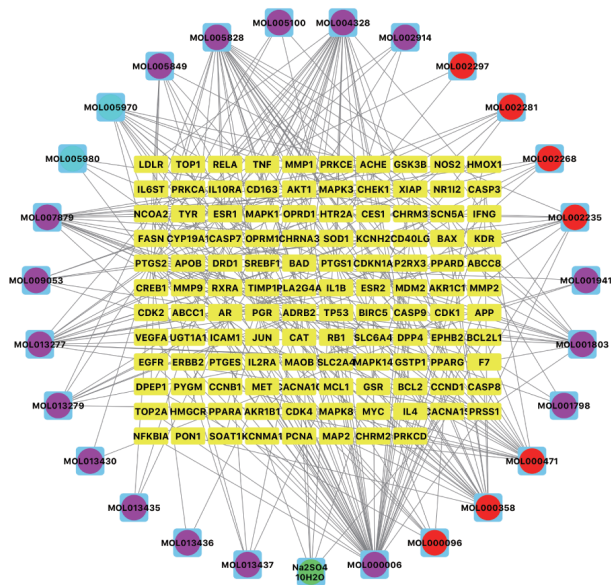 MOL005100 MOL004328
MOL005828 MOL002914
MOL005849 MOL002297
MOL005970 MOL002281
MOL005980 MOL002268
LDLR TOP1 RELA TNF MMP1 PRKCE ACHE GSK3B NOS2 HMOX1
IL6ST PRKCA IL10RA CD163 AKT1 MAPK3 CHEK1 XIAP NR1I2 CASP3
MOL007879 NCOA2 TYR ESR1 MAPK1 OPRD1 HTR2A CES1 CHRM3 SCN5A IFNG MOL002235
FASN CYP19A1 CASP7 OPRM1 CHRNA3 SOD1 KCNH2 CD40LG BAX KDR
PTGS2 APOB DRD1 SREBF1 BAD PTGS1 CDKN1A P2RX3 PPARD ABCC8
MOL009053 CREB1 MMP9 RXRA TIMP1 PLA2G4A IL1B ESR2 MDM2 AKR1C1 MMP2 MOL001941
CDK2 ABCC1 AR PGR ADRB2 TP53 BIRC5 CASP9 CDK1 APP
MOL013277 VEGFA UGT1A1 ICAM1 JUN CAT RB1 SLC6A4 DPP4 EPHB2 BCL2L1 MOL001803
EGFR ERBB2 PTGES IL2RA MAOB SLC2A4 MAPK14 GSTP1 PPARG F7
DPEP1 PYGM CCNB1 MET CACNA1C MCL1 GSR BCL2 CCND1 CASP8
MOL013279 TOP2A HMGCR PPARA AKR1B1 CDK4 MAPK8 MYC IL4 CACNA1S PRSS1 MOL001798
NFKBIA PON1 SOAT1 KCNMA1 PCNA MAP2 CHRM2 PRKCD
MOL013430 MOL000471
MOL013435 MOL000358
MOL013436 MOL000096
MOL013437 Na2SO4 MOL000006
10H2O